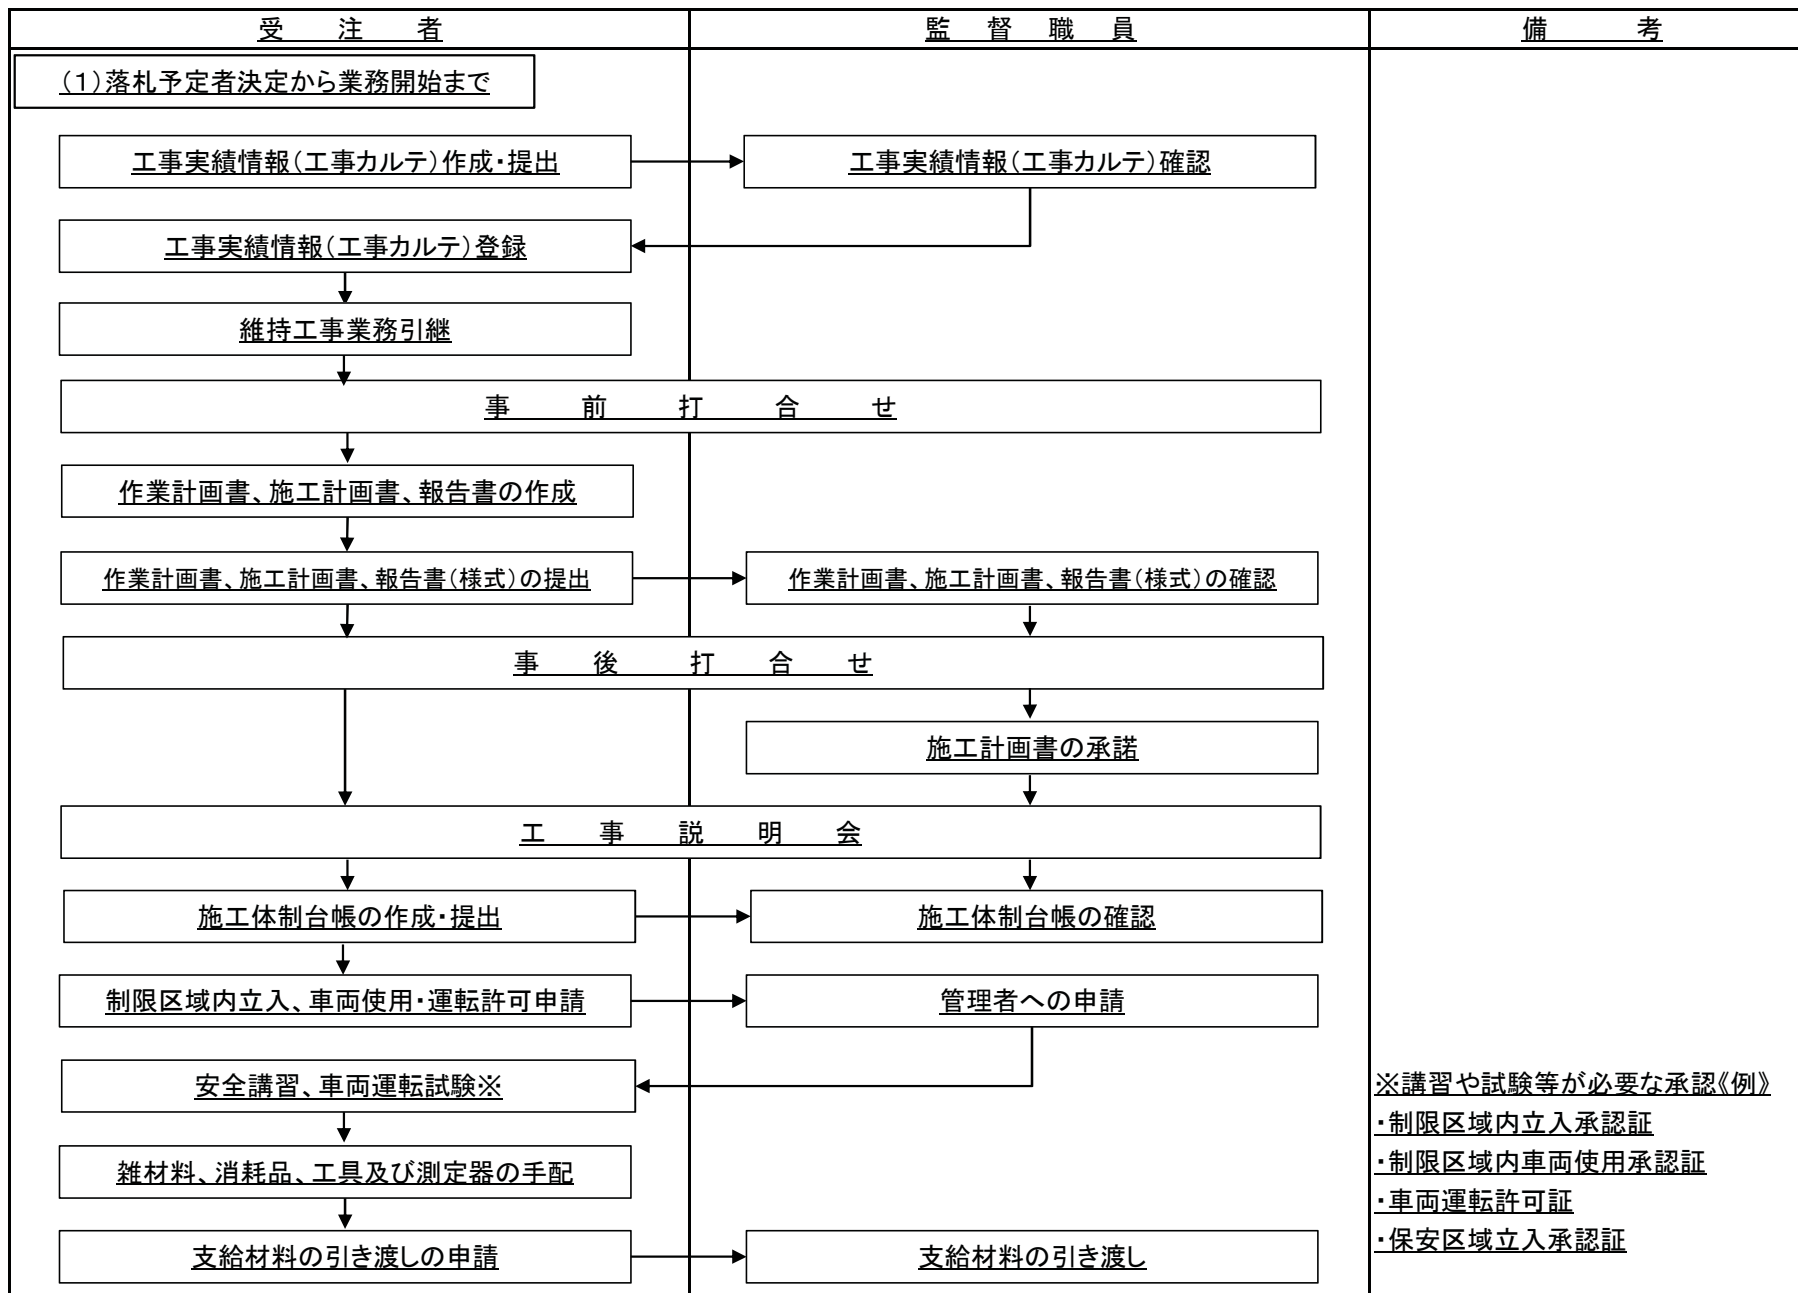 受注者 監督職員 備考
(1)落札予定者決定から業務開始まで
工事実績情報(工事カルテ)作成・提出 工事実績情報(工事カルテ)確認
工事実績情報(工事カルテ)登録
維持工事業務引継
事前打合せ
作業計画書、施工計画書、報告書の作成
作業計画書、施工計画書、報告書(様式)の提出 作業計画書、施工計画書、報告書(様式)の確認
事後打合せ
施工計画書の承諾
工事説明会
施工体制台帳の作成・提出 施工体制台帳の確認
制限区域内立入、車両使用・運転許可申請 管理者への申請
安全講習、車両運転試験※
※講習や試験等が必要な承認《例》
・制限区域内立入承認証
雑材料、消耗品、工具及び測定器の手配
・制限区域内車両使用承認証
・車両運転許可証
・保安区域立入承認証
支給材料の引き渡しの申請 支給材料の引き渡し